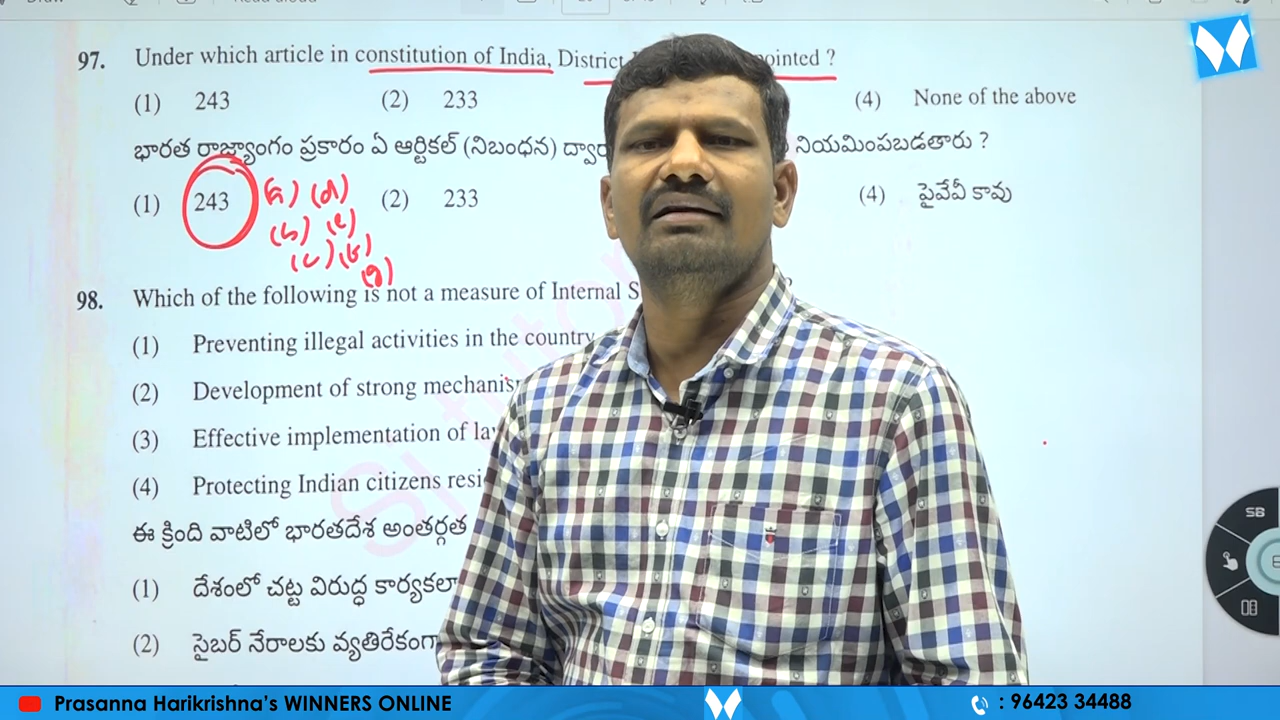 Draw Read aloud
97. Under which article in constitution of India, District pointed ?
(1) 243 (2) 233 (4) None of the above
భారత రాజ్యాంగం ప్రకారం ఏ ఆర్టికల్ (నిబంధన) ద్వార నియమింపబడతారు ?
(1) 243 (2) 233 (4) పైవేవీ కావు
(a) (d)
(b) (e)
(c) (f)
(g)
98. Which of the following is not a measure of Internal S ?
(1) Preventing illegal activities in the country
(2) Development of strong mechanis
(3) Effective implementation of la
(4) Protecting Indian citizens resi
ఈ క్రింది వాటిలో భారతదేశ అంతర్గత
(1) దేశంలో చట్ట విరుద్ధ కార్యకలా
(2) సైబర్ నేరాలకు వ్యతిరేకంగా
SB
Prasanna Harikrishna's WINNERS ONLINE : 96423 34488